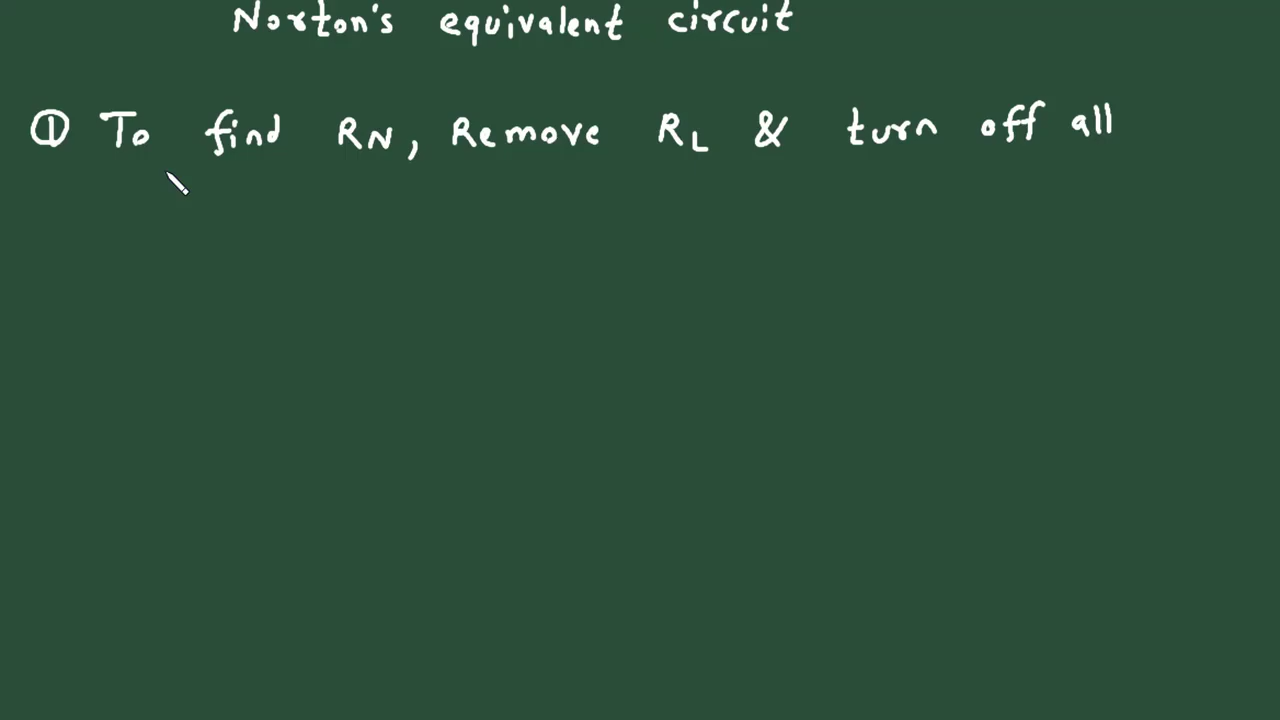 Norton's equivalent circuit
① To find RN, Remove RL & turn off all